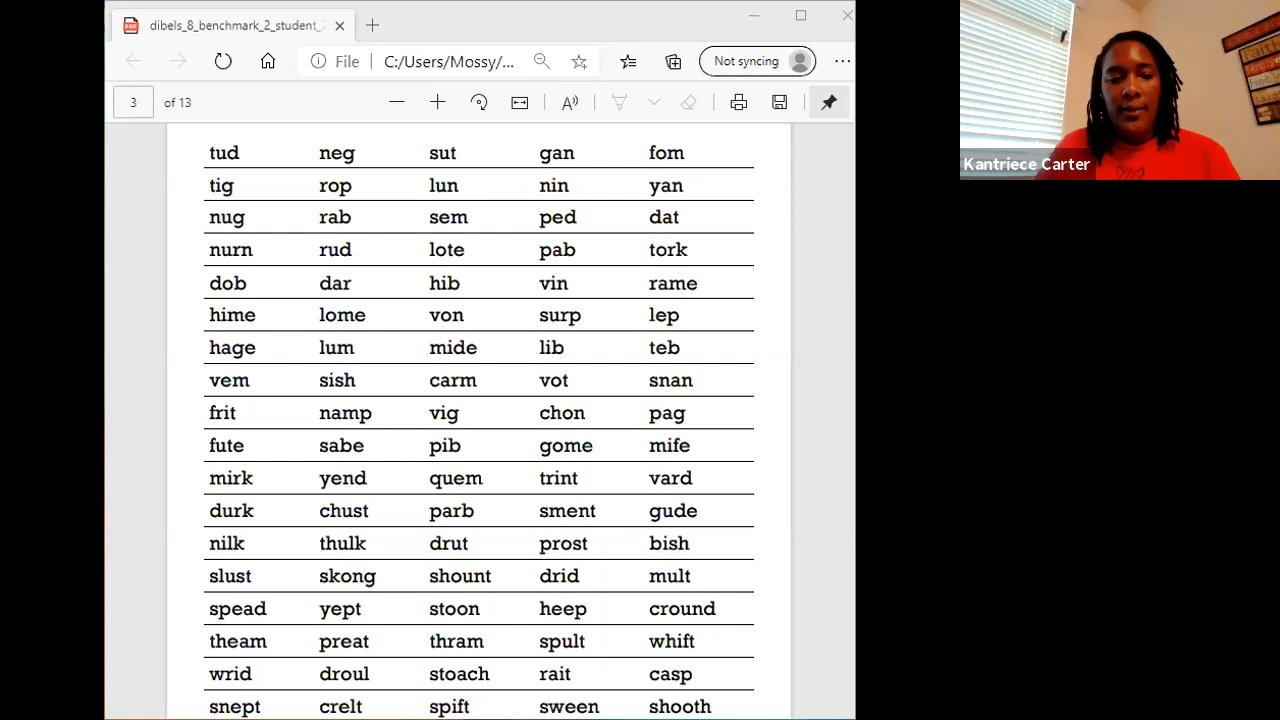 dibels_8_benchmark_2_student_
File C:/Users/Mossy/... Not syncing
3 of 13
tud neg sut gan fom
tig rop lun nin yan
nug rab sem ped dat
nurn rud lote pab tork
dob dar hib vin rame
hime lome von surp lep
hage lum mide lib teb
vem sish carm vot snan
frit namp vig chon pag
fute sabe pib gome mife
mirk yend quem trint vard
durk chust parb sment gude
nilk thulk drut prost bish
slust skong shount drid mult
spead yept stoon heep cround
theam preat thram spult whift
wrid droul stoach rait casp
snept crelt spift sween shooth
Kantriece Carter